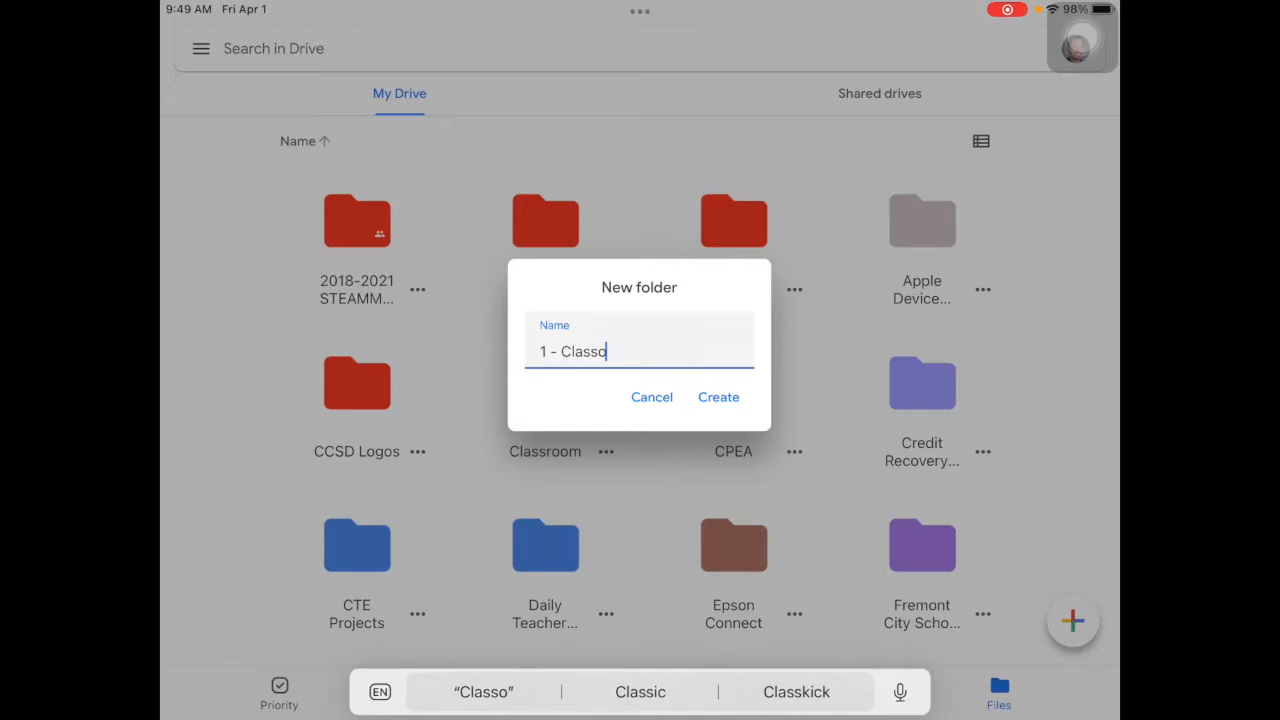 9:49 AM Fri Apr 1
98%
Search in Drive
My Drive
Shared drives
Name
2018-2021
STEAMM...
Apple
Device...
New folder
Name
1 - Classo
Cancel
Create
CCSD Logos
Classroom
CPEA
Credit
Recovery...
CTE
Projects
Daily
Teacher...
Epson
Connect
Fremont
City Scho...
EN
“Classo”
Classic
Classkick
Priority
Files